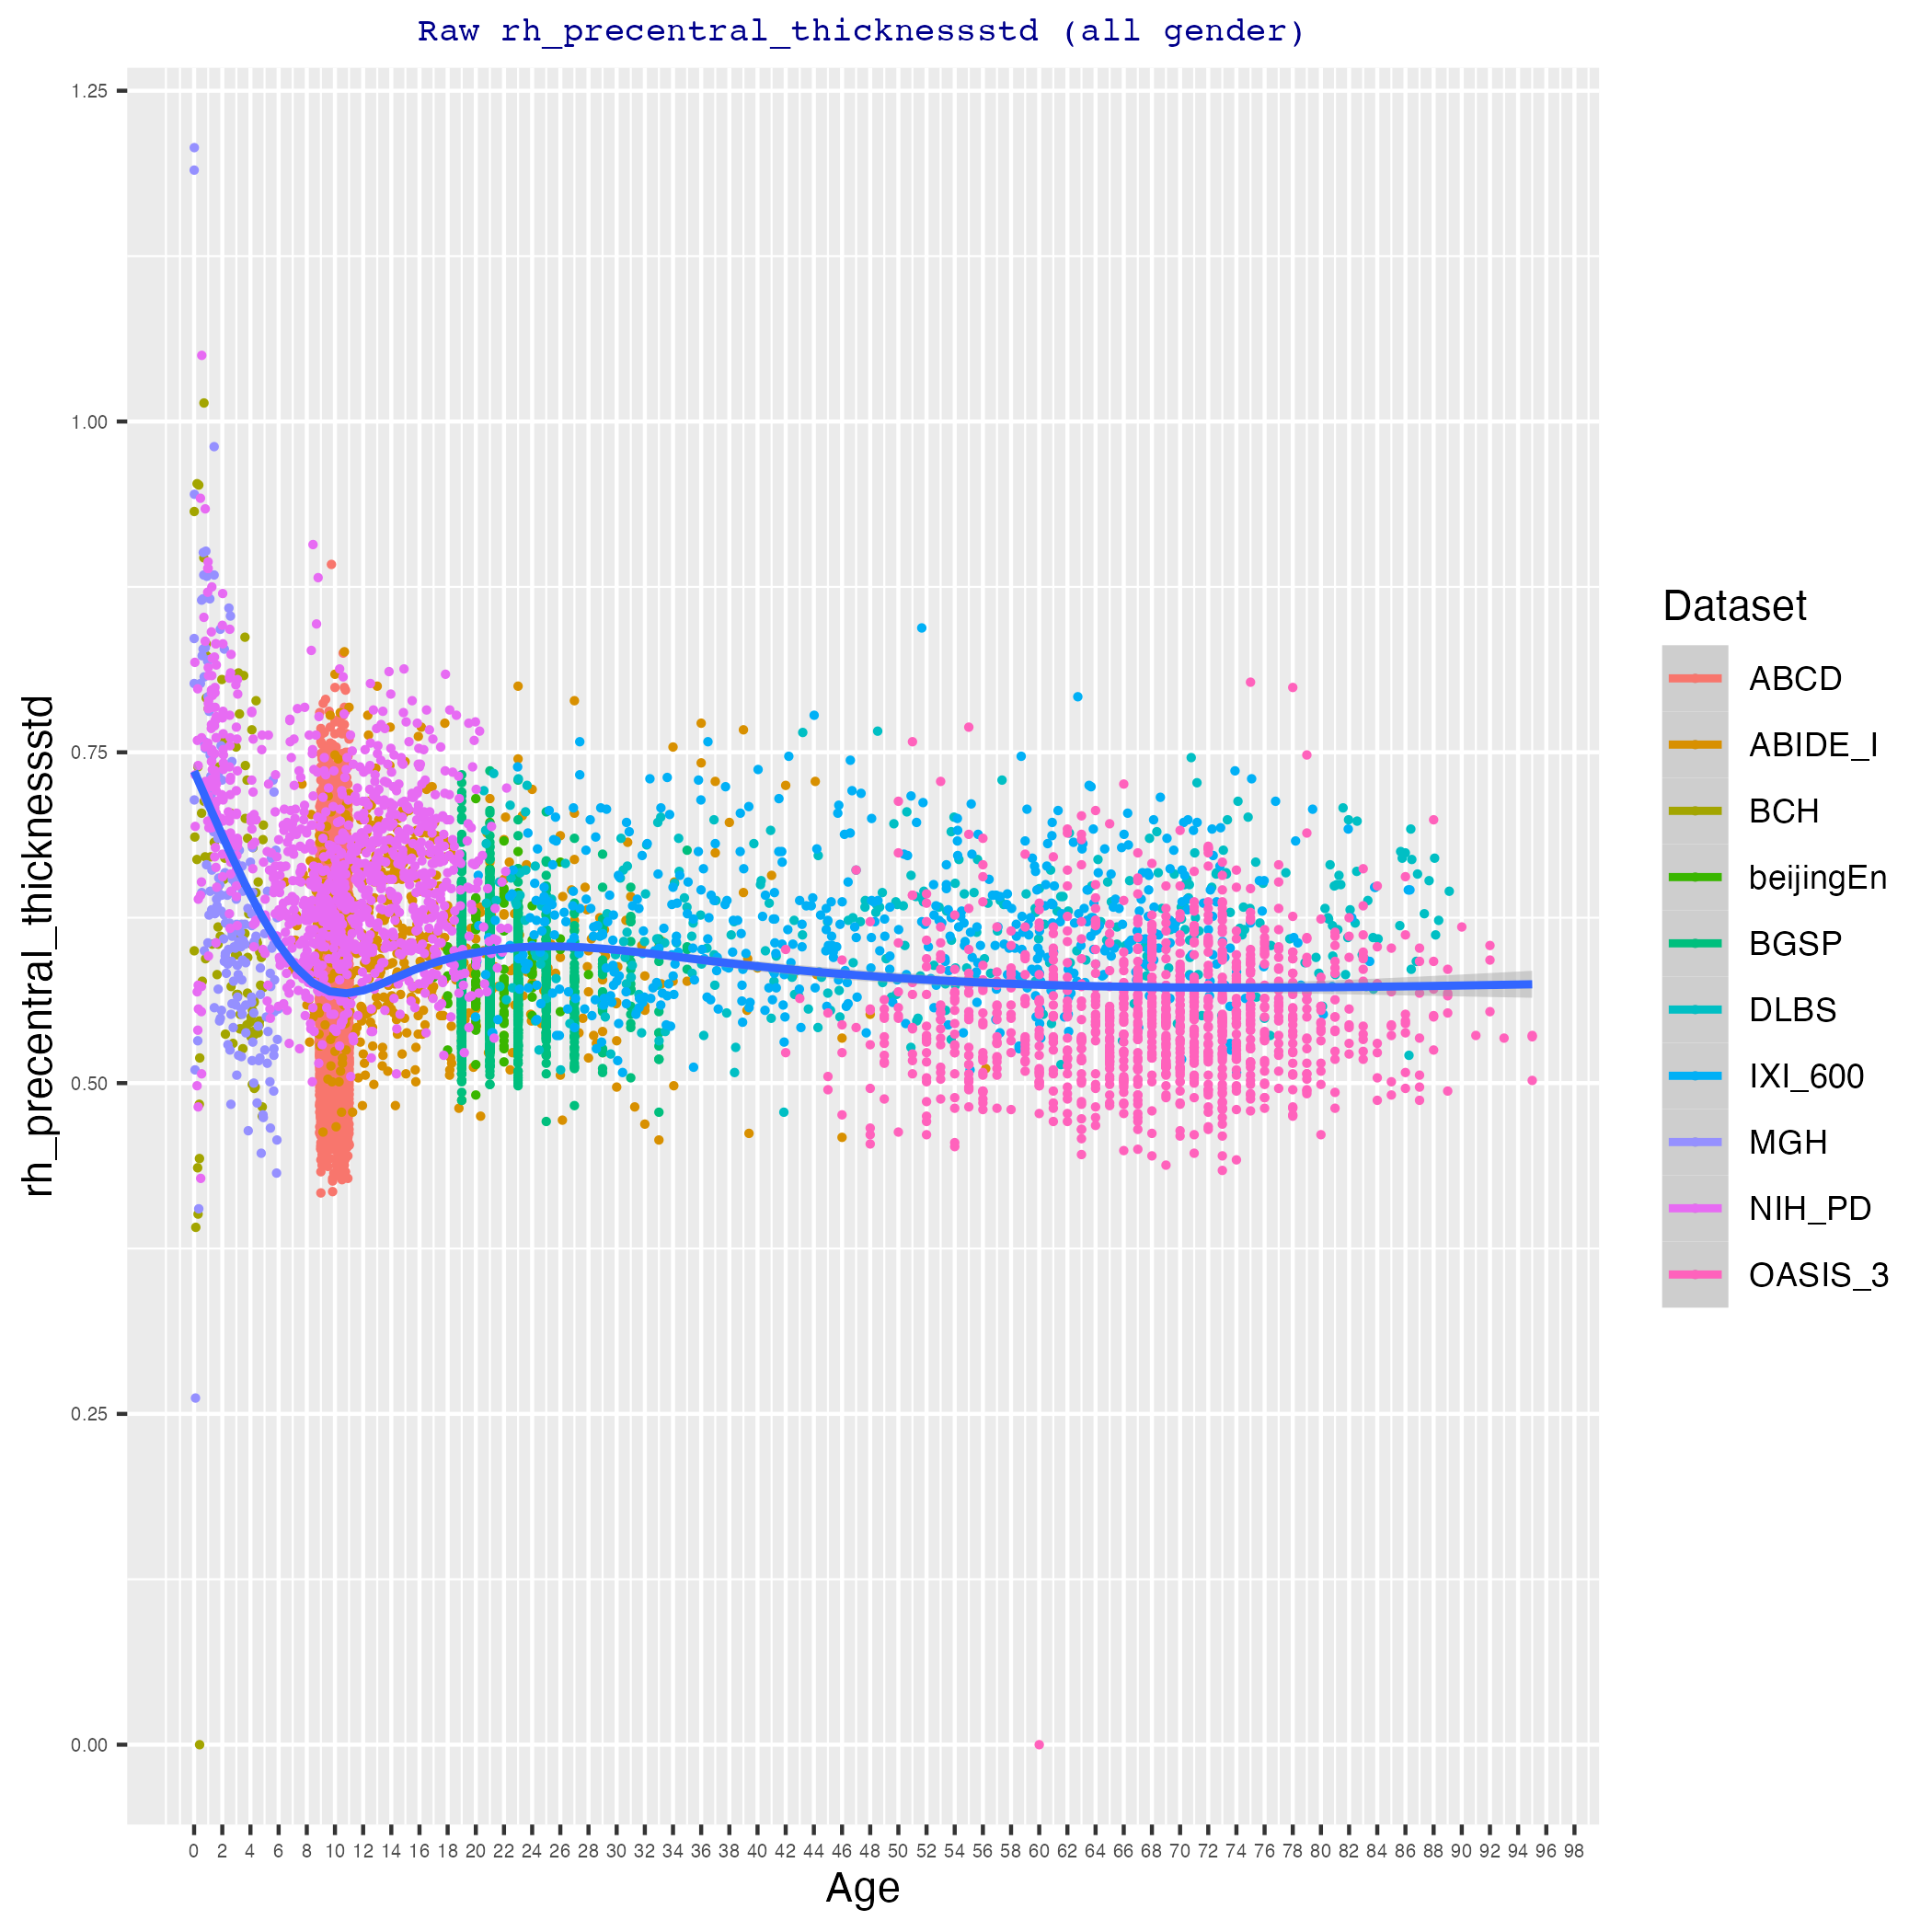 Raw rh_precentral_thicknessstd (all gender)
1.25
1.00
0.75
0.50
0.25
0.00
rh_precentral_thicknessstd
0 2 4 6 8 10 12 14 16 18 20 22 24 26 28 30 32 34 36 38 40 42 44 46 48 50 52 54 56 58 60 62 64 66 68 70 72 74 76 78 80 82 84 86 88 90 92 94 96 98
Age
Dataset
ABCD
ABIDE_I
BCH
beijingEn
BGSP
DLBS
IXI_600
MGH
NIH_PD
OASIS_3